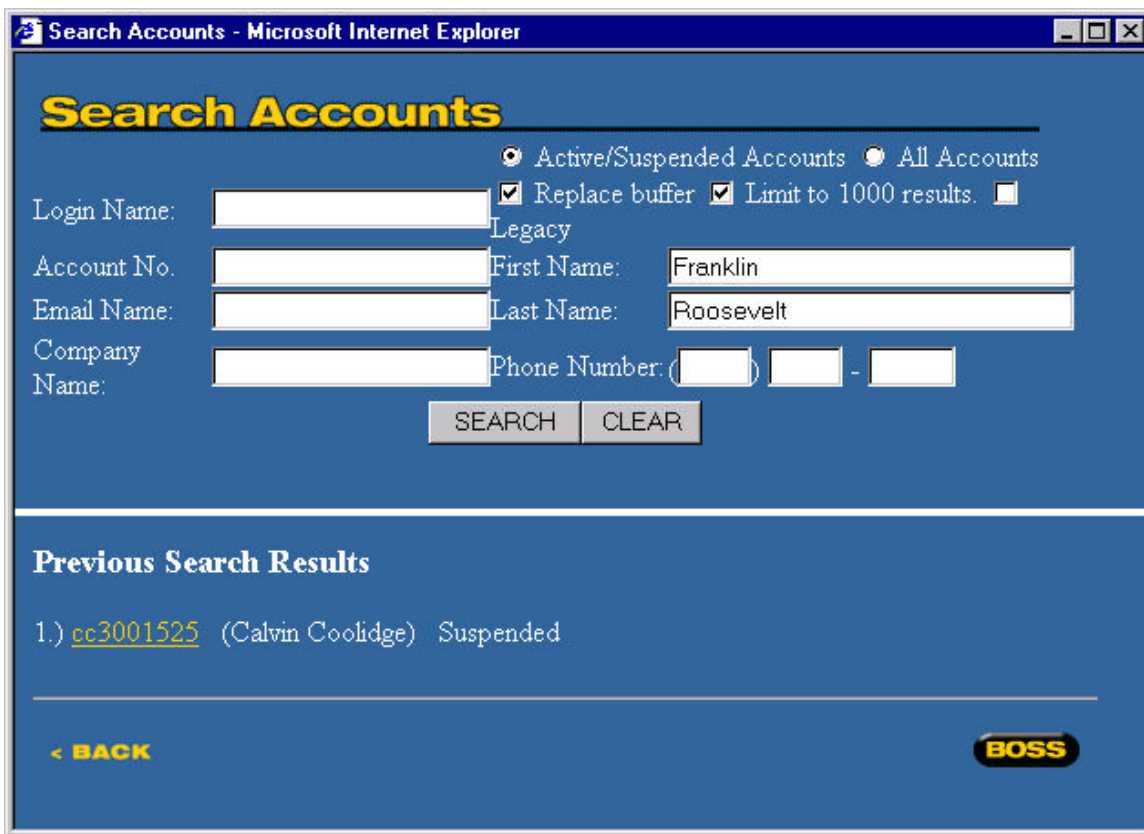 Search Accounts - Microsoft Internet Explorer
Search Accounts
Active/Suspended Accounts All Accounts
Login Name: Replace buffer Limit to 1000 results.
Legacy
Account No. First Name: Franklin
Email Name: Last Name: Roosevelt
Company
Name: Phone Number: ( ) -
SEARCH CLEAR
Previous Search Results
1.) cc3001525 (Calvin Coolidge) Suspended
< BACK BOSS